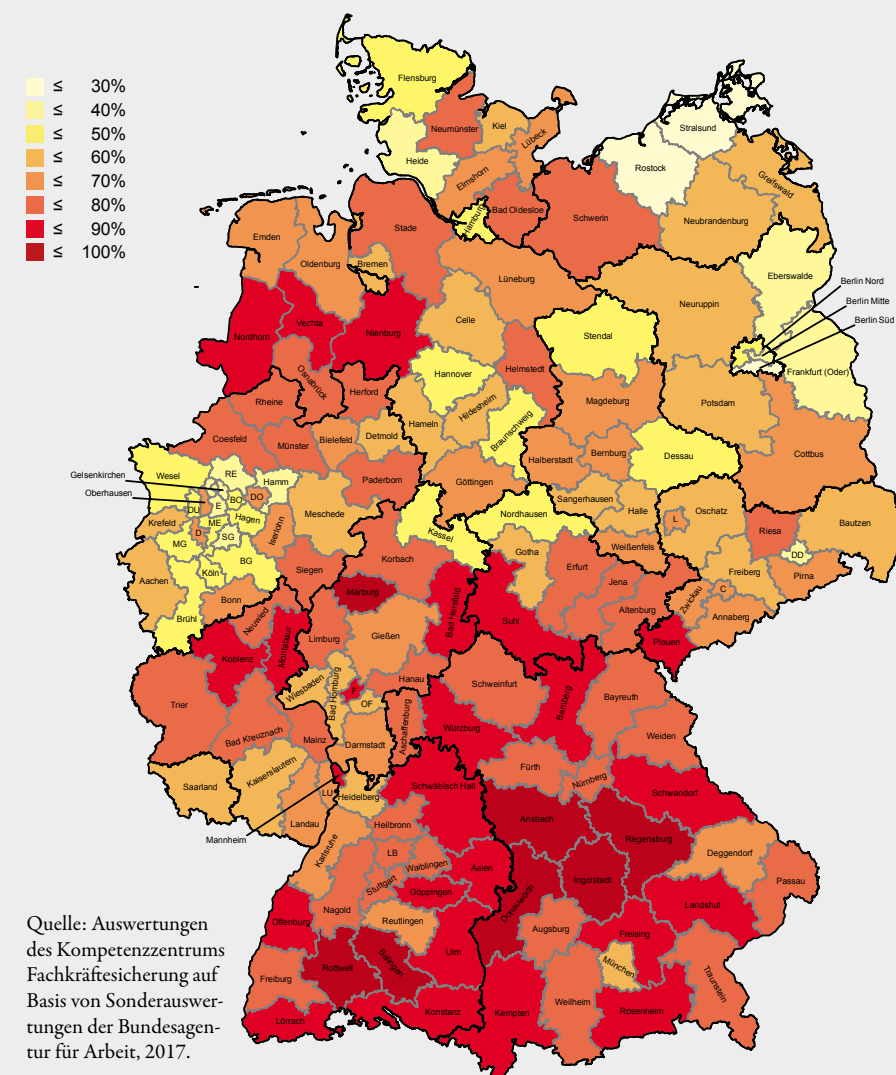 ≤ 30%
≤ 40%
≤ 50%
≤ 60%
≤ 70%
≤ 80%
≤ 90%
≤ 100%
Flensburg
Neumünster
Kiel
Lübeck
Heide
Elmshorn
Hamburg
Bad Oldesloe
Stralsund
Rostock
Greifswald
Schwerin
Neubrandenburg
Emden
Oldenburg
Stade
Bremen
Lüneburg
Eberswalde
Berlin Nord
Berlin Mitte
Berlin Süd
Neuruppin
Nordhorn
Vechta
Nienburg
Celle
Stendal
Hannover
Helmstedt
Frankfurt (Oder)
Osnabrück
Rheine
Herford
Hameln
Hildesheim
Braunschweig
Magdeburg
Potsdam
Coesfeld
Münster
Bielefeld
Detmold
Halberstadt
Bernburg
Dessau
Cottbus
Gelsenkirchen
Oberhausen
Wesel
RE
Hamm
Paderborn
Göttingen
DU
E
BO
DO
Sangerhausen
Halle
Oschatz
Krefeld
D
ME
Hagen
Iserlohn
Meschede
Kassel
Nordhausen
L
Riesa
Bautzen
MG
SG
Weißenfels
DD
Aachen
Köln
BG
Siegen
Korbach
Gotha
Erfurt
Jena
Freiberg
Pirna
Brühl
Bonn
Marburg
Bad Hersfeld
Suhl
Altenburg
Zwickau
C
Annaberg
Neuwied
Koblenz
Montabaur
Limburg
Gießen
Plauen
Trier
Wiesbaden
Bad Homburg
F
OF
Hanau
Schweinfurt
Bamberg
Bayreuth
Bad Kreuznach
Mainz
Darmstadt
Aschaffenburg
Würzburg
Weiden
Saarland
Kaiserslautern
LU
Heidelberg
Schwäbisch Hall
Fürth
Nürnberg
Schwandorf
Mannheim
Landau
Karlsruhe
Heilbronn
Ansbach
Regensburg
LB
Waiblingen
Aalen
Deggendorf
Stuttgart
Göppingen
Donauwörth
Ingolstadt
Passau
Offenburg
Nagold
Reutlingen
Augsburg
Freising
Landshut
Freiburg
Rottweil
Balingen
Ulm
München
Traunstein
Lörrach
Konstanz
Kempten
Weilheim
Rosenheim
Quelle: Auswertungen
des Kompetenzzentrums
Fachkräftesicherung auf
Basis von Sonderauswer-
tungen der Bundesagen-
tur für Arbeit, 2017.